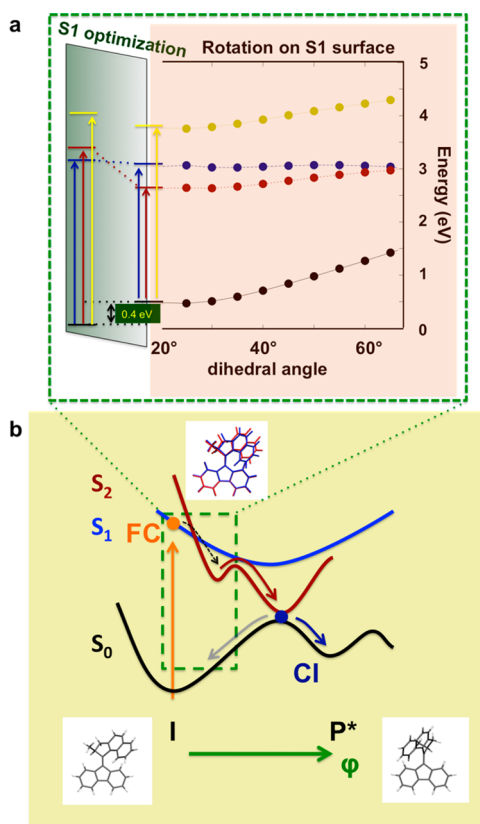 a
S1 optimization
Rotation on S1 surface
5
4
3
2
1
0
Energy (eV)
0.4 eV
20° 40° 60°
dihedral angle
b
S₂
S₁
FC
S₀
CI
I P*
φ